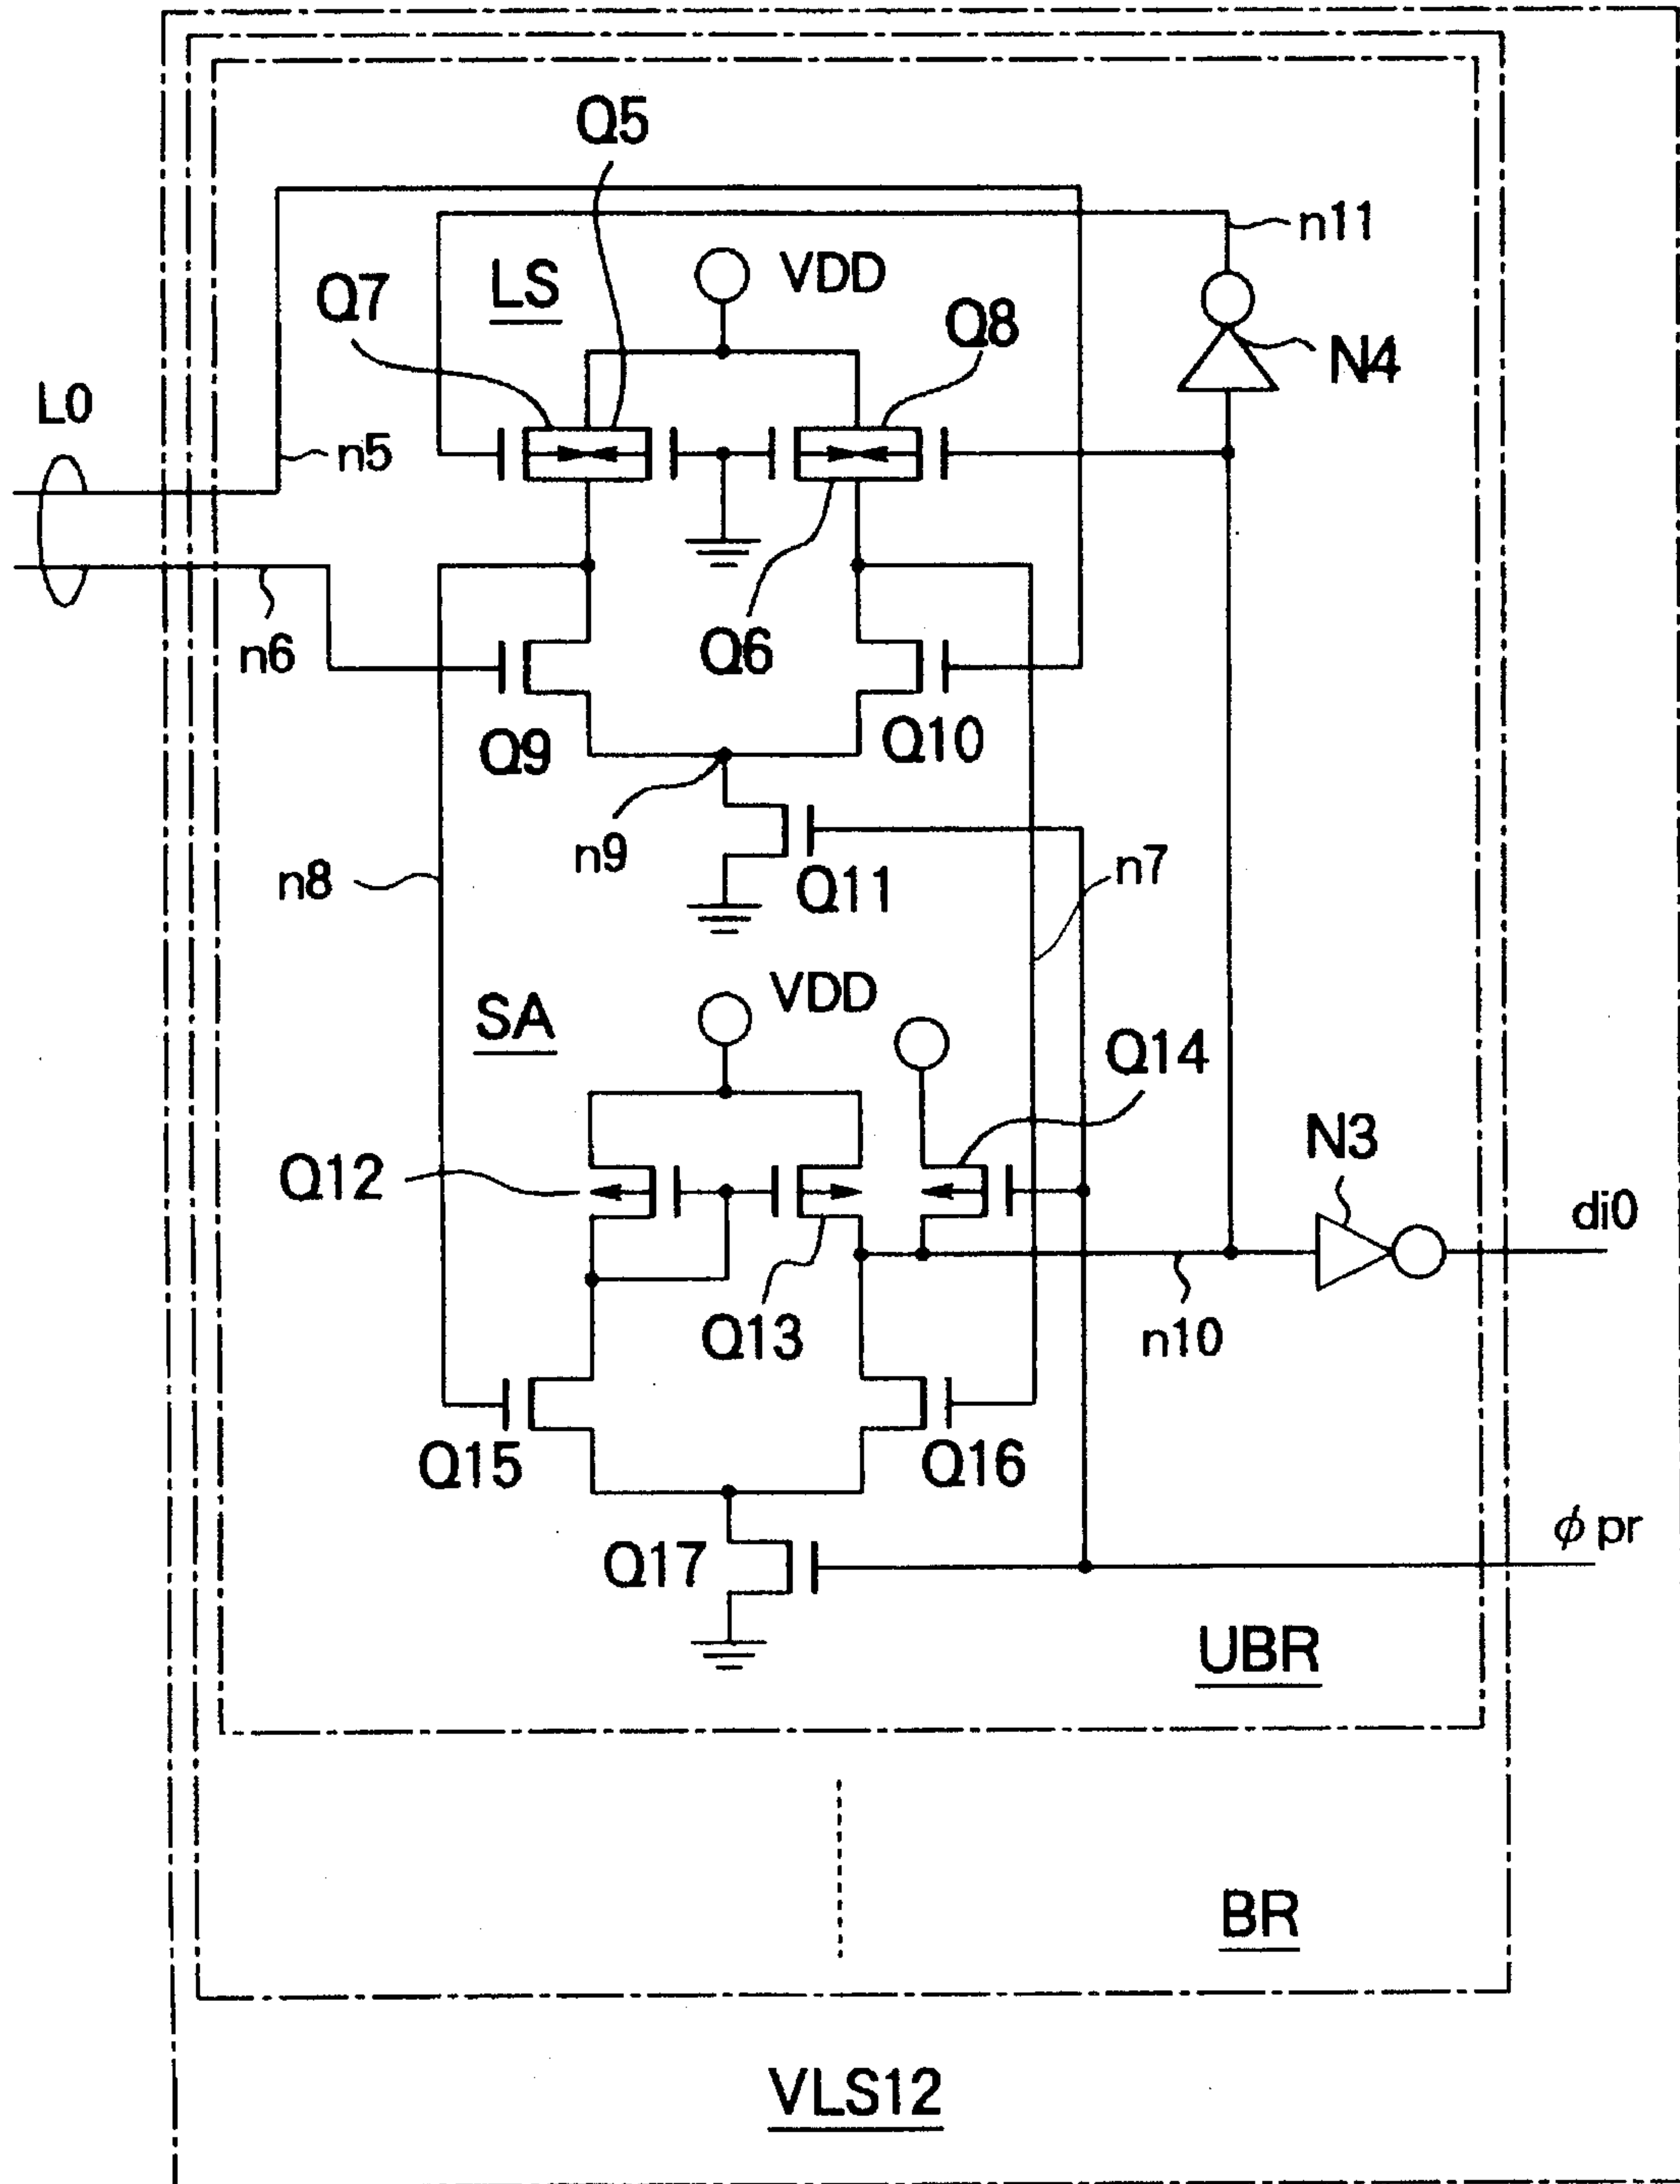 Q5
n11
Q7
LS
VDD
Q8
N4
L0
n5
n6
Q6
Q9
Q10
n9
n8
Q11
n7
SA
VDD
Q14
Q12
N3
di0
Q13
n10
Q15
Q16
Q17
φpr
UBR
BR
VLS12